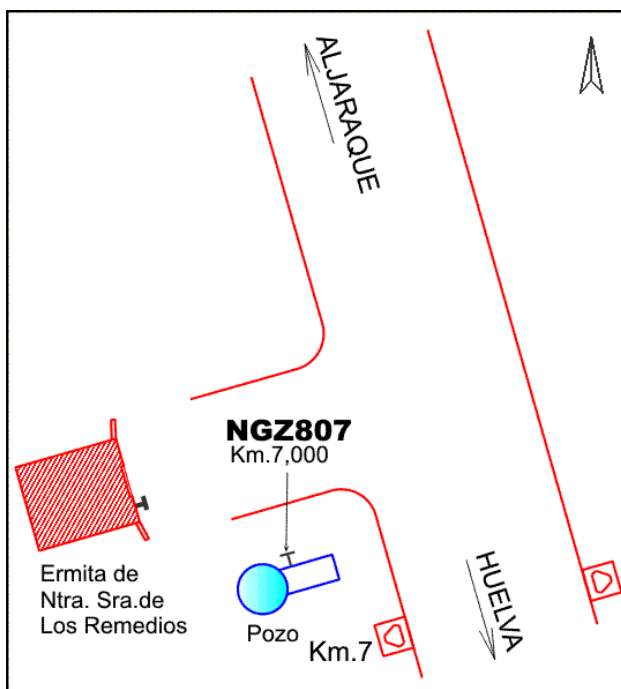 ALJARAQUE
NGZ807
Km.7,000
Ermita de
Ntra. Sra.de
Los Remedios
Pozo
Km.7
HUELVA